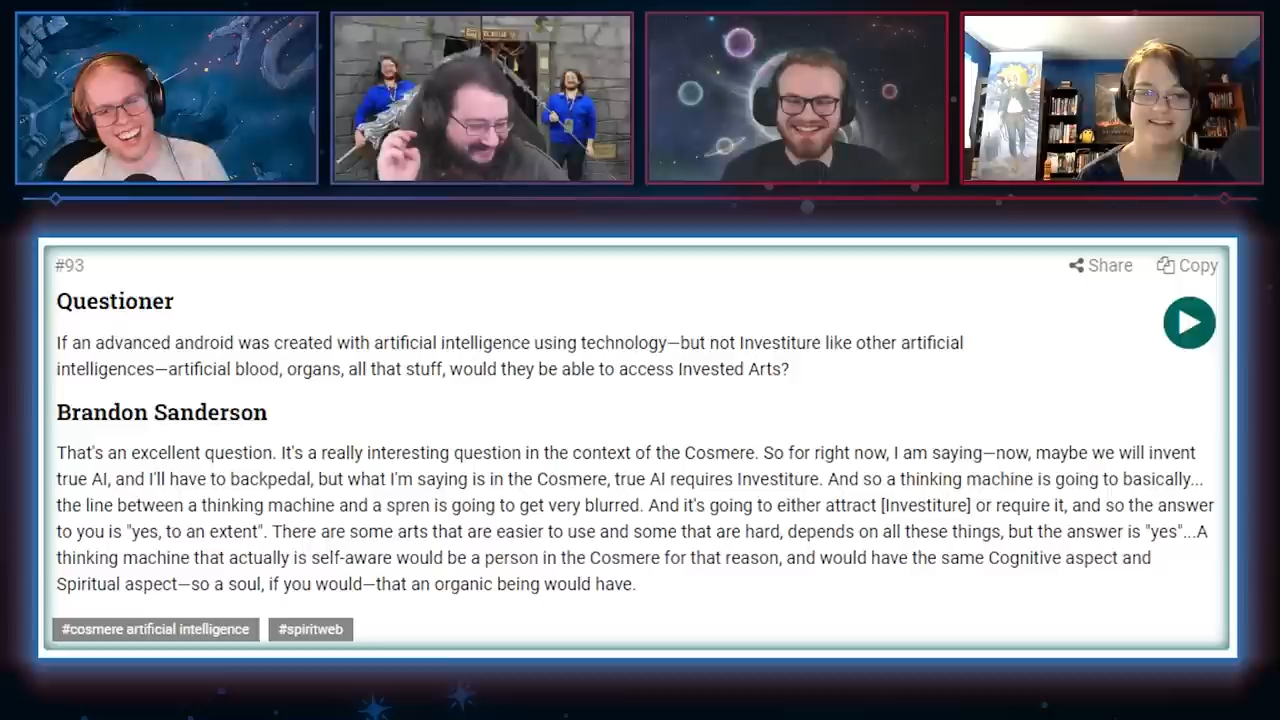 #93
Share
Copy
Questioner
If an advanced android was created with artificial intelligence using technology—but not Investiture like other artificial
intelligences—artificial blood, organs, all that stuff, would they be able to access Invested Arts?
Brandon Sanderson
That's an excellent question. It's a really interesting question in the context of the Cosmere. So for right now, I am saying—now, maybe we will invent
true AI, and I'll have to backpedal, but what I'm saying is in the Cosmere, true AI requires Investiture. And so a thinking machine is going to basically...
the line between a thinking machine and a spren is going to get very blurred. And it's going to either attract [Investiture] or require it, and so the answer
to you is "yes, to an extent". There are some arts that are easier to use and some that are hard, depends on all these things, but the answer is "yes"...A
thinking machine that actually is self-aware would be a person in the Cosmere for that reason, and would have the same Cognitive aspect and
Spiritual aspect—so a soul, if you would—that an organic being would have.
#cosmere artificial intelligence
#spiritweb